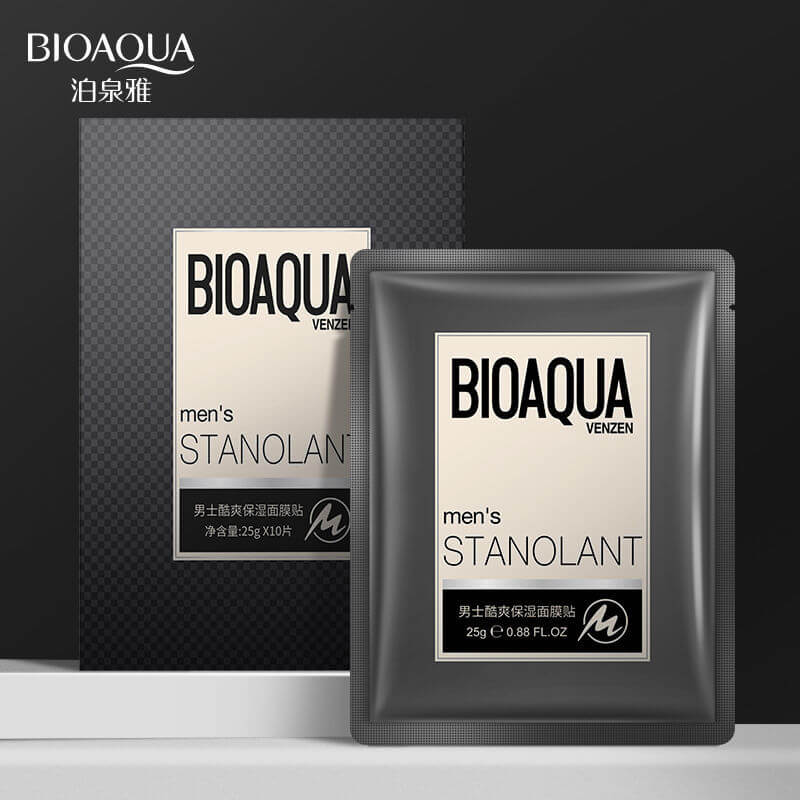 BIOAQUA
泊泉雅
BIOAQUA
VENZEN
men's
STANOLANT
男士酷爽保湿面膜贴
净含量:25g X10片
BIOAQUA
VENZEN
men's
STANOLANT
男士酷爽保湿面膜贴
25g ℮ 0.88 FL.OZ